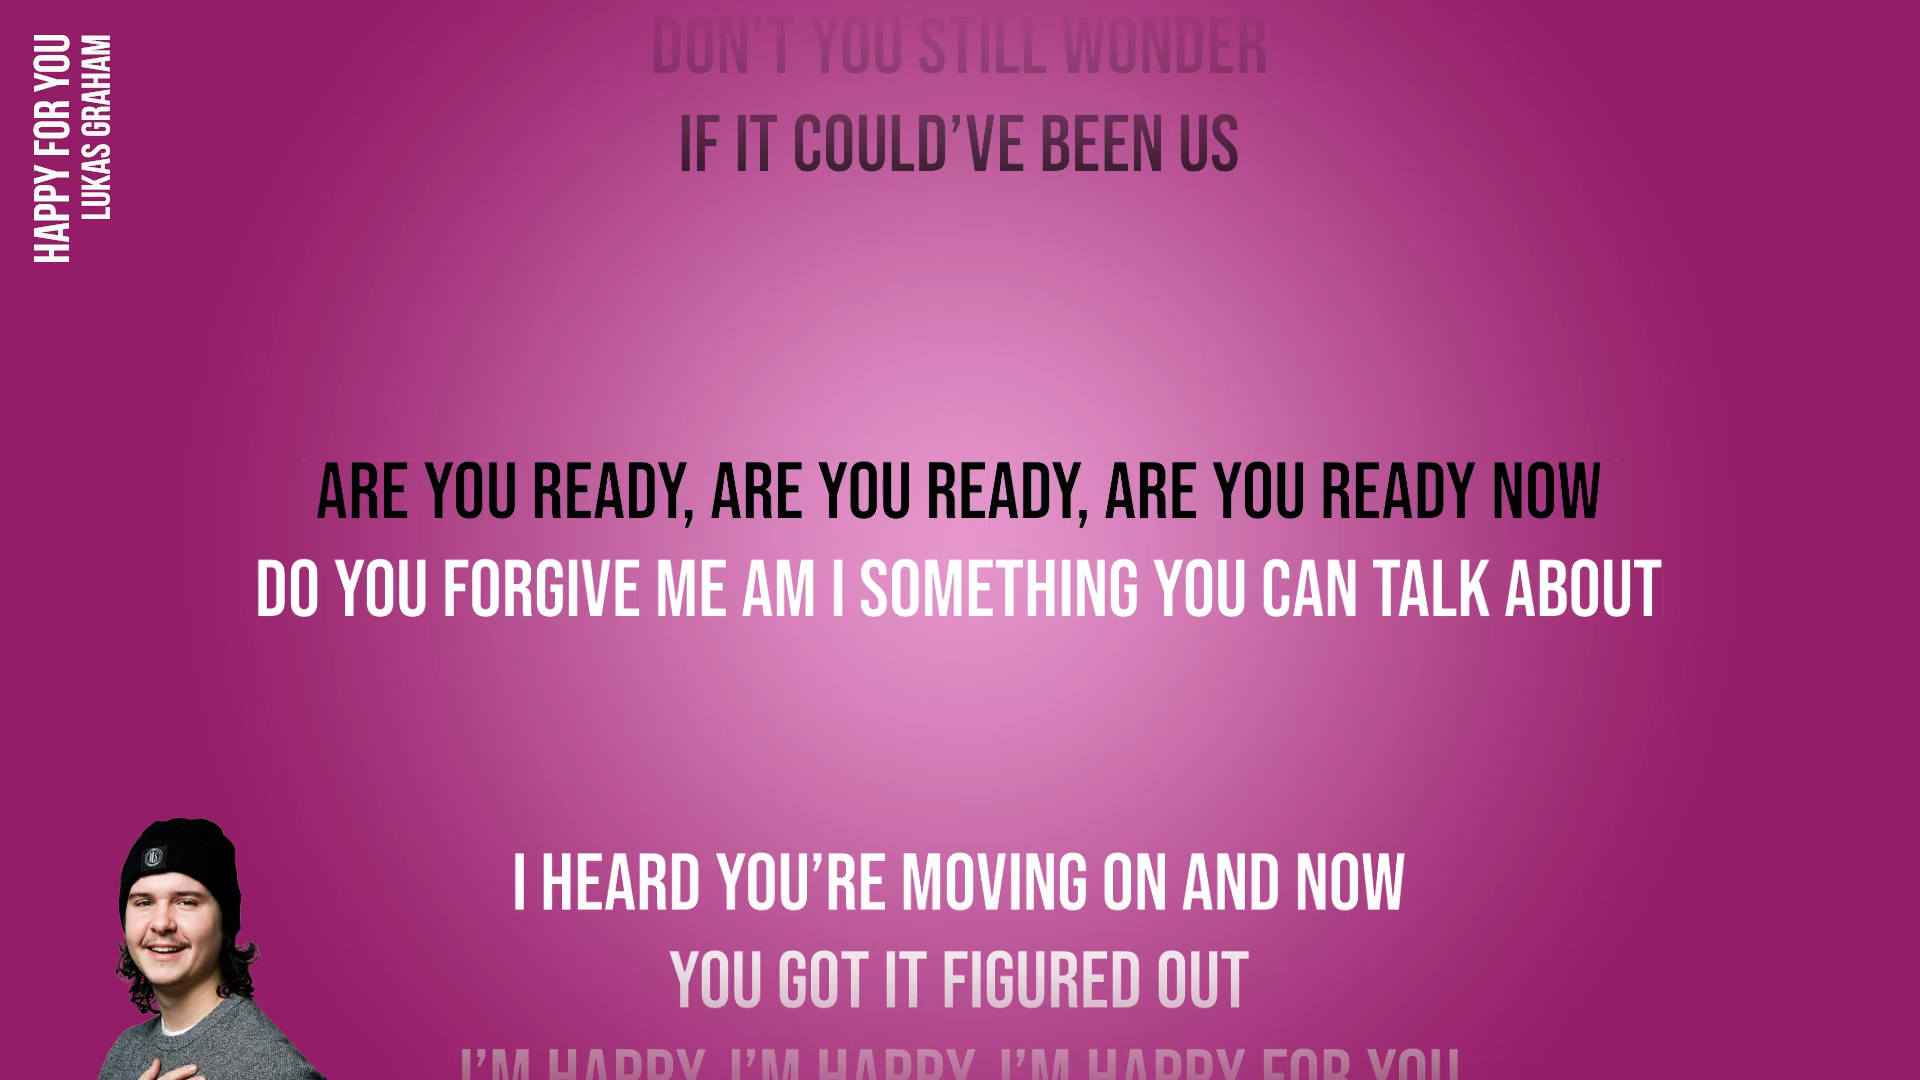 HAPPY FOR YOU
LUKAS GRAHAM
DON'T YOU STILL WONDER
IF IT COULD'VE BEEN US
ARE YOU READY, ARE YOU READY, ARE YOU READY NOW
DO YOU FORGIVE ME AM I SOMETHING YOU CAN TALK ABOUT
I HEARD YOU'RE MOVING ON AND NOW
YOU GOT IT FIGURED OUT
I'M HAPPY, I'M HAPPY, I'M HAPPY FOR YOU